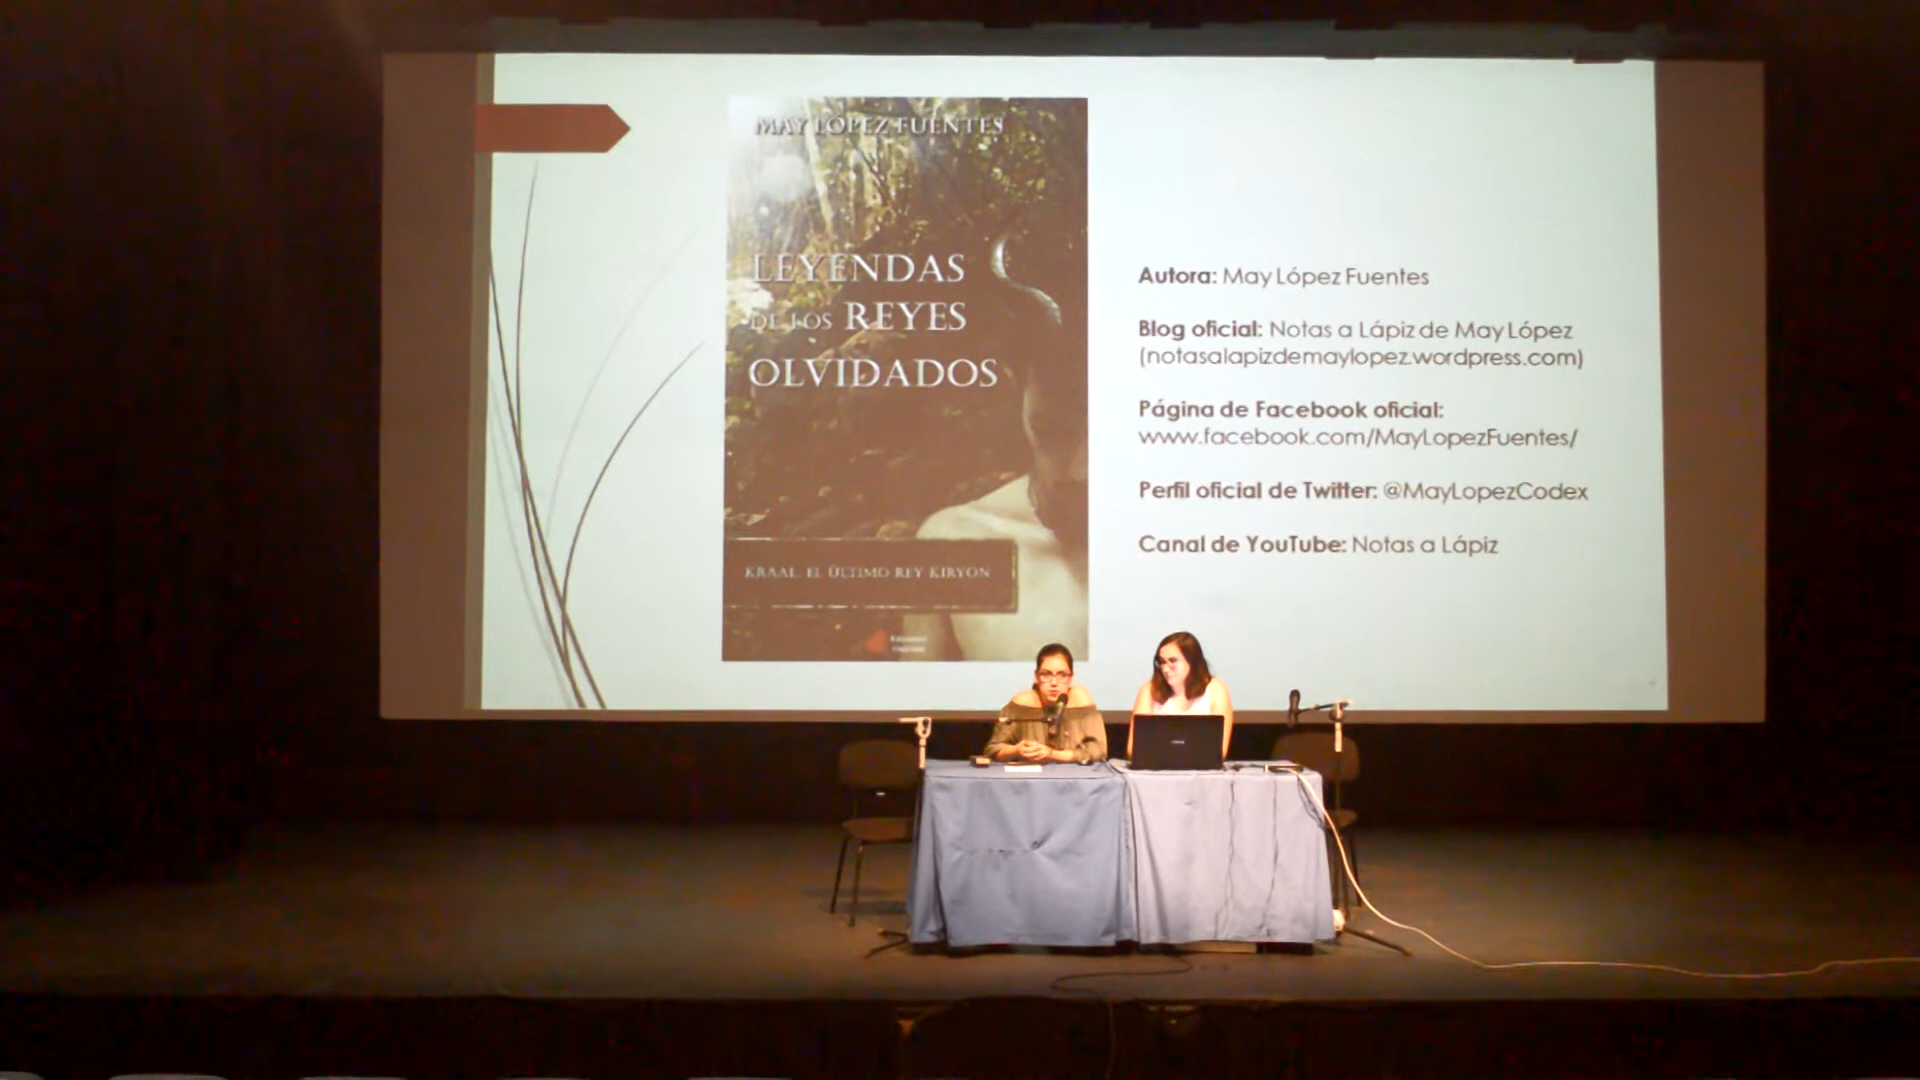 MAY LÓPEZ FUENTES
LEYENDAS
DE LOS REYES
OLVIDADOS
KRAAL, EL ÚLTIMO REY KIRYON
Autora: May López Fuentes
Blog oficial: Notas a Lápiz de May López
(notasalapizdemaylopez.wordpress.com)
Página de Facebook oficial:
www.facebook.com/MayLopezFuentes/
Perfil oficial de Twitter: @MayLopezCodex
Canal de YouTube: Notas a Lápiz